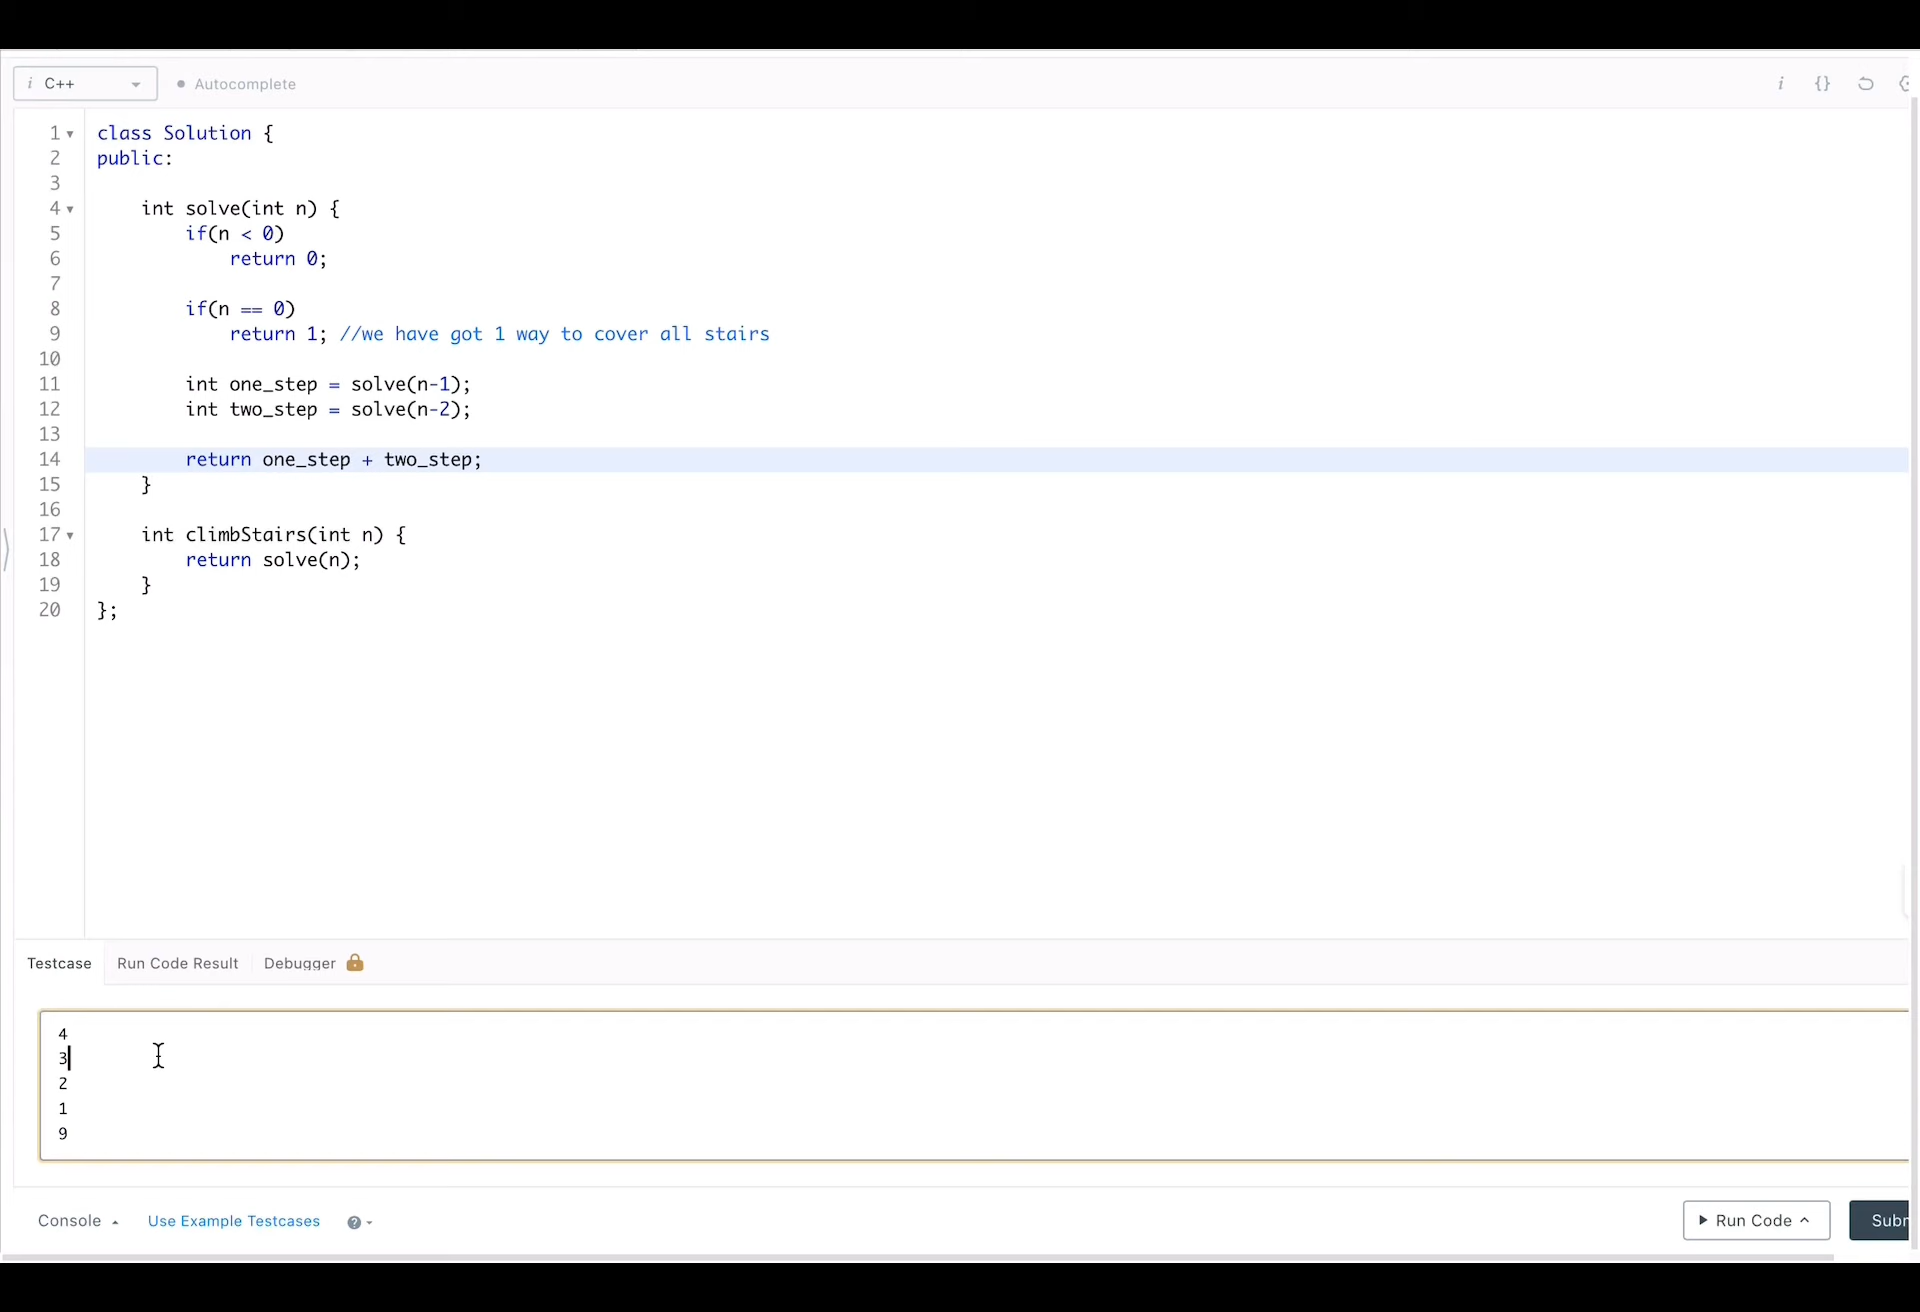 i C++ Autocomplete i {}
1 class Solution {
2 public:
3
4     int solve(int n) {
5         if(n < 0)
6             return 0;
7
8         if(n == 0)
9             return 1; //we have got 1 way to cover all stairs
10
11         int one_step = solve(n-1);
12         int two_step = solve(n-2);
13
14         return one_step + two_step;
15     }
16
17     int climbStairs(int n) {
18         return solve(n);
19     }
20 };
Testcase Run Code Result Debugger
4
3
2
1
9
Console Use Example Testcases ? Run Code Subm